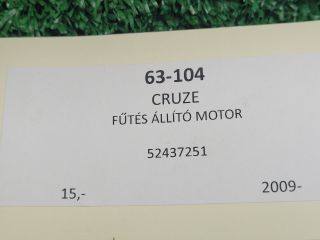 63-104
CRUZE
FŰTÉS ÁLLÍTÓ MOTOR
52437251
15,- 2009-